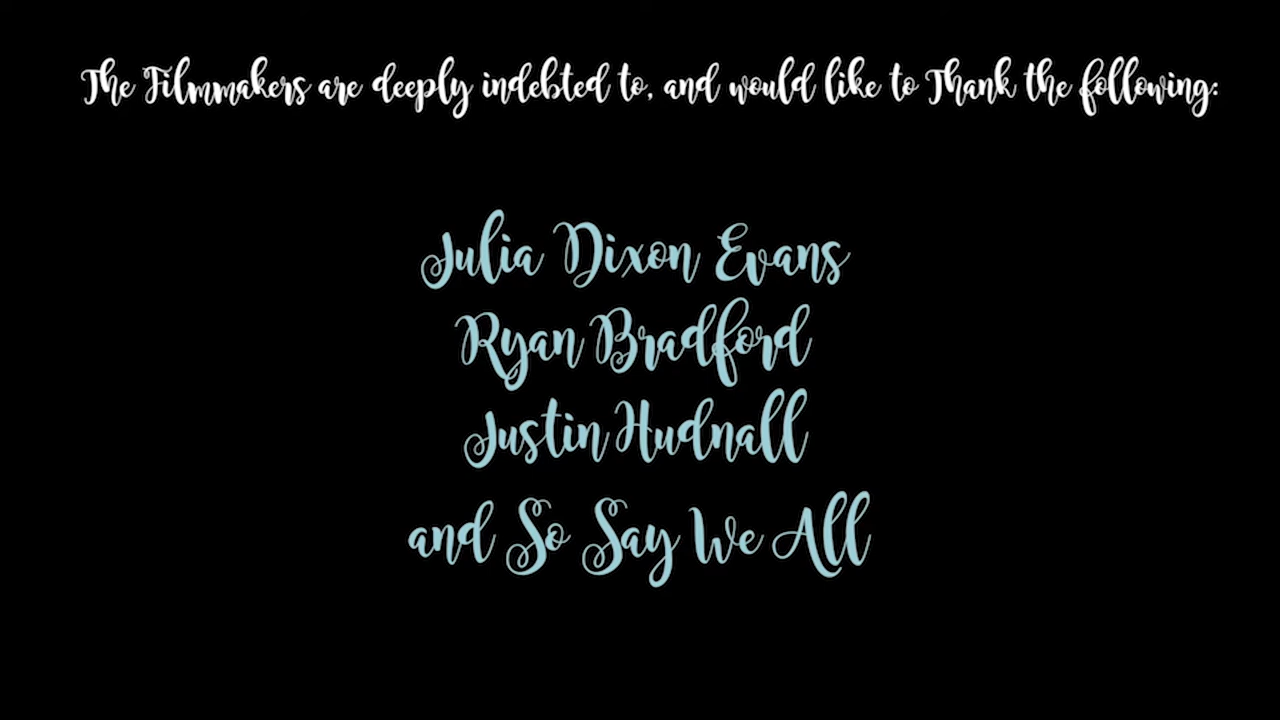 The Filmmakers are deeply indebted to, and would like to Thank the following:
Julia Dixon Evans
Ryan Bradford
Justin Hudnall
and So Say We All